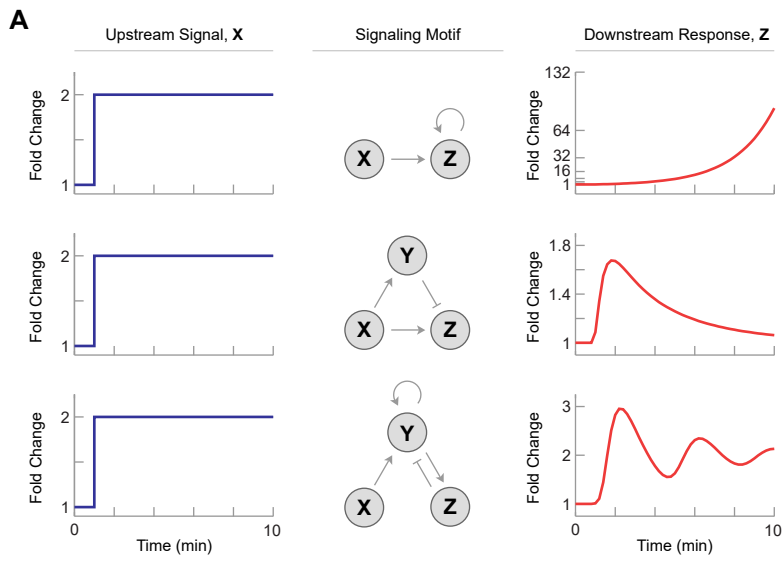 A
Upstream Signal, X
Signaling Motif
Downstream Response, Z
Fold Change
2
1
X
Z
Fold Change
132
64
32
16
1
Fold Change
2
1
Y
X
Z
Fold Change
1.8
1.4
1
Fold Change
2
1
0
10
Time (min)
Y
X
Z
Fold Change
3
2
1
0
10
Time (min)